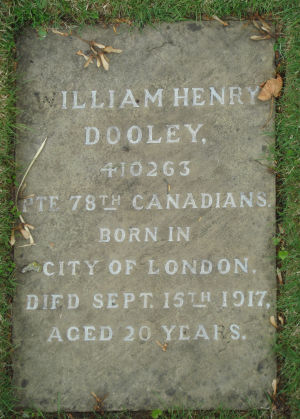 WILLIAM HENRY
DOOLEY,
410263
PTE 78TH CANADIANS.
BORN IN
CITY OF LONDON,
DIED SEPT. 15TH 1917,
AGED 20 YEARS.